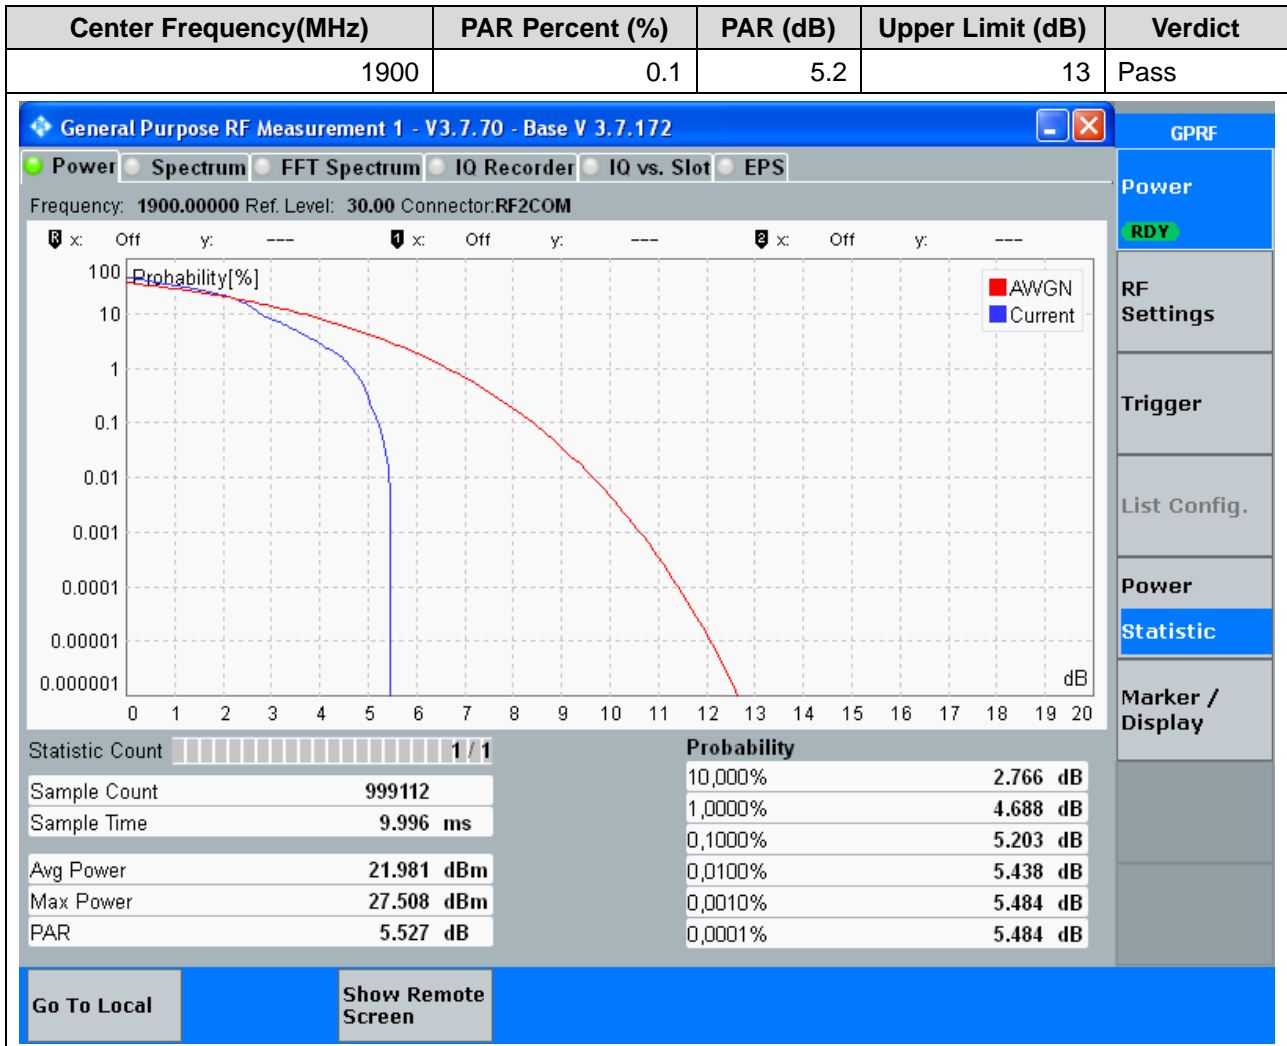 Center Frequency(MHz) PAR Percent (%) PAR (dB) Upper Limit (dB) Verdict
1900 0.1 5.2 13 Pass
General Purpose RF Measurement 1 - V3.7.70 - Base V 3.7.172
GPRF
Power Spectrum FFT Spectrum IQ Recorder IQ vs. Slot EPS
Frequency: 1900.00000 Ref. Level: 30.00 Connector:RF2COM
R x: Off y: --- 1 x: Off y: --- 2 x: Off y: ---
Probability[%]
AWGN
Current
100
10
1
0.1
0.01
0.001
0.0001
0.00001
0.000001
dB
0 1 2 3 4 5 6 7 8 9 10 11 12 13 14 15 16 17 18 19 20
Statistic Count 1 / 1
Sample Count 999112
Sample Time 9.996 ms
Avg Power 21.981 dBm
Max Power 27.508 dBm
PAR 5.527 dB
Probability
10,000% 2.766 dB
1,0000% 4.688 dB
0,1000% 5.203 dB
0,0100% 5.438 dB
0,0010% 5.484 dB
0,0001% 5.484 dB
Power
RDY
RF
Settings
Trigger
List Config.
Power
Statistic
Marker /
Display
Go To Local
Show Remote
Screen